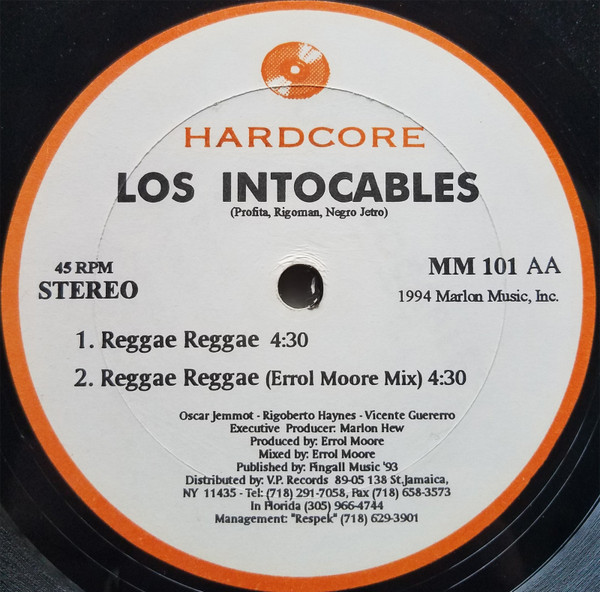 HARDCORE
LOS INTOCABLES
(Profita, Rigoman, Negro Jetro)
45 RPM
STEREO
MM 101 AA
1994 Marlon Music, Inc.
1. Reggae Reggae 4:30
2. Reggae Reggae (Errol Moore Mix) 4:30
Oscar Jemmot - Rigoberto Haynes - Vicente Guererro
Executive Producer: Marlon Hew
Produced by: Errol Moore
Mixed by: Errol Moore
Published by: Pingall Music '93
Distributed by: V.P. Records 89-05 138 St.Jamaica,
NY 11435 - Tel: (718) 291-7058, Fax (718) 658-3573
In Florida (305) 966-4744
Management: "Respek" (718) 629-3901